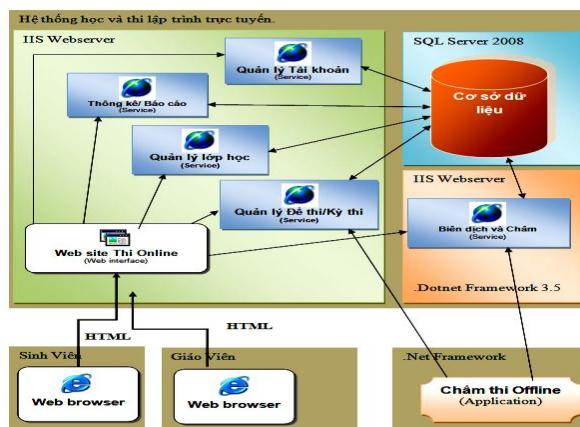 Hệ thống học và thi lập trình trực tuyến.
IIS Webserver
Quản lý Tài khoản
(Service)
Thống kê/ Báo cáo
(Service)
Quản lý lớp học
(Service)
Quản lý Đề thi/Kỳ thi
(Service)
Web site Thi Online
(Web interface)
SQL Server 2008
Cơ sở dữ
liệu
IIS Webserver
Biên dịch và Chấm
(Service)
.Dotnet Framework 3.5
HTML
HTML
Sinh Viên
Web browser
Giáo Viên
Web browser
.Net Framework
Chấm thi Offline
(Application)